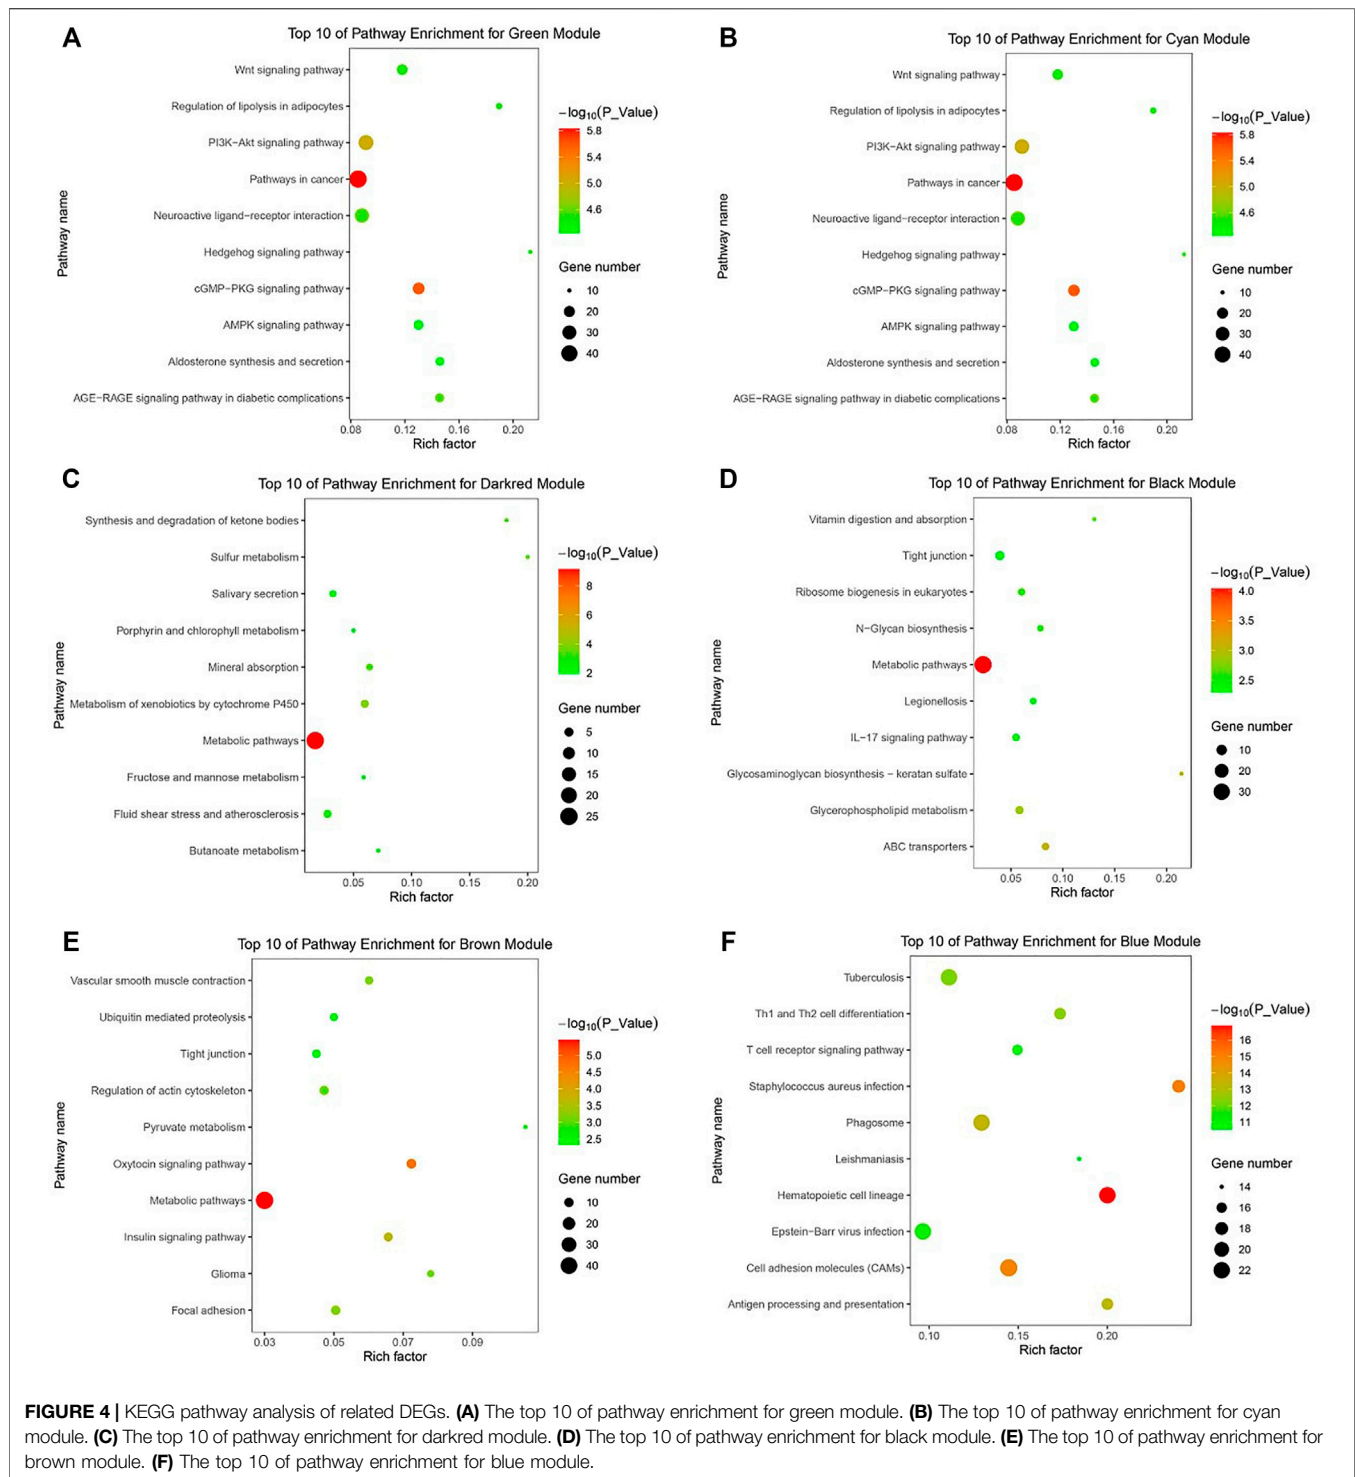 A
Top 10 of Pathway Enrichment for Green Module
Pathway name
Wnt signaling pathway
Regulation of lipolysis in adipocytes
PI3K−Akt signaling pathway
Pathways in cancer
Neuroactive ligand−receptor interaction
Hedgehog signaling pathway
cGMP−PKG signaling pathway
AMPK signaling pathway
Aldosterone synthesis and secretion
AGE−RAGE signaling pathway in diabetic complications
0.08 0.12 0.16 0.20
Rich factor
−log10(P_Value)
5.8
5.4
5.0
4.6
Gene number
10
20
30
40
B
Top 10 of Pathway Enrichment for Cyan Module
Pathway name
Wnt signaling pathway
Regulation of lipolysis in adipocytes
PI3K−Akt signaling pathway
Pathways in cancer
Neuroactive ligand−receptor interaction
Hedgehog signaling pathway
cGMP−PKG signaling pathway
AMPK signaling pathway
Aldosterone synthesis and secretion
AGE−RAGE signaling pathway in diabetic complications
0.08 0.12 0.16 0.20
Rich factor
−log10(P_Value)
5.8
5.4
5.0
4.6
Gene number
10
20
30
40
C
Top 10 of Pathway Enrichment for Darkred Module
Pathway name
Synthesis and degradation of ketone bodies
Sulfur metabolism
Salivary secretion
Porphyrin and chlorophyll metabolism
Mineral absorption
Metabolism of xenobiotics by cytochrome P450
Metabolic pathways
Fructose and mannose metabolism
Fluid shear stress and atherosclerosis
Butanoate metabolism
0.05 0.10 0.15 0.20
Rich factor
−log10(P_Value)
8
6
4
2
Gene number
5
10
15
20
25
D
Top 10 of Pathway Enrichment for Black Module
Pathway name
Vitamin digestion and absorption
Tight junction
Ribosome biogenesis in eukaryotes
N−Glycan biosynthesis
Metabolic pathways
Legionellosis
IL−17 signaling pathway
Glycosaminoglycan biosynthesis − keratan sulfate
Glycerophospholipid metabolism
ABC transporters
0.05 0.10 0.15 0.20
Rich factor
−log10(P_Value)
4.0
3.5
3.0
2.5
Gene number
10
20
30
E
Top 10 of Pathway Enrichment for Brown Module
Pathway name
Vascular smooth muscle contraction
Ubiquitin mediated proteolysis
Tight junction
Regulation of actin cytoskeleton
Pyruvate metabolism
Oxytocin signaling pathway
Metabolic pathways
Insulin signaling pathway
Glioma
Focal adhesion
0.03 0.05 0.07 0.09
Rich factor
−log10(P_Value)
5.0
4.5
4.0
3.5
3.0
2.5
Gene number
10
20
30
40
F
Top 10 of Pathway Enrichment for Blue Module
Pathway name
Tuberculosis
Th1 and Th2 cell differentiation
T cell receptor signaling pathway
Staphylococcus aureus infection
Phagosome
Leishmaniasis
Hematopoietic cell lineage
Epstein−Barr virus infection
Cell adhesion molecules (CAMs)
Antigen processing and presentation
0.10 0.15 0.20
Rich factor
−log10(P_Value)
16
15
14
13
12
11
Gene number
14
16
18
20
22
FIGURE 4 | KEGG pathway analysis of related DEGs. (A) The top 10 of pathway enrichment for green module. (B) The top 10 of pathway enrichment for cyan
module. (C) The top 10 of pathway enrichment for darkred module. (D) The top 10 of pathway enrichment for black module. (E) The top 10 of pathway enrichment for
brown module. (F) The top 10 of pathway enrichment for blue module.